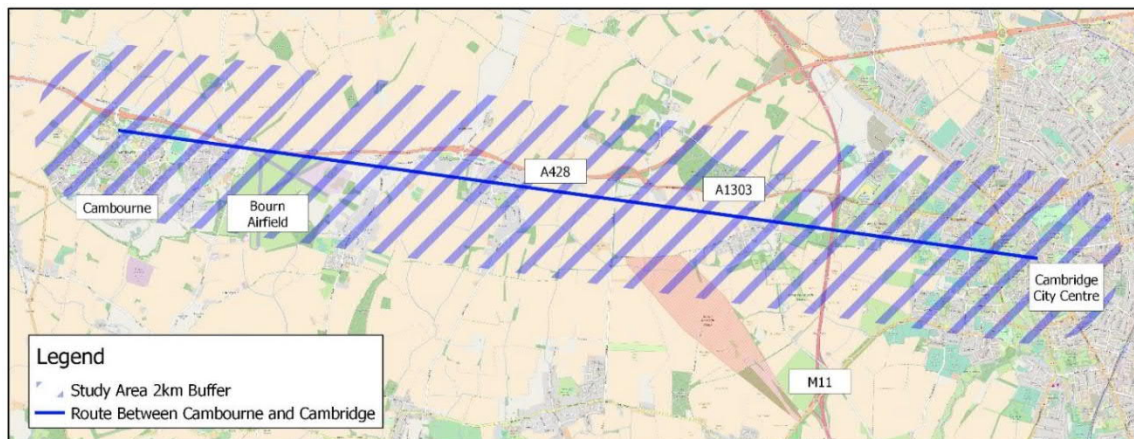 A428
A1303
Cambourne
Bourn
Airfield
Cambridge
City Centre
M11
Legend
Study Area 2km Buffer
Route Between Cambourne and Cambridge